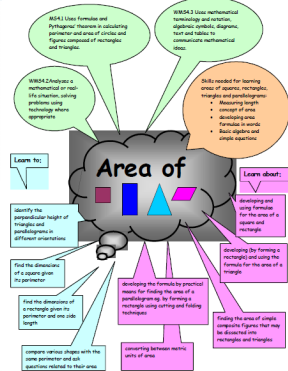 MS4.1 Uses formulae and
Pythagoras' theorem in calculating
perimeter and area of circles and
figures composed of rectangles
and triangles.
WMS4.3 Uses mathematical
terminology and notation,
algebraic symbols, diagrams,
text and tables to
communicate mathematical
ideas.
WMS4.2Analyses a
mathematical or real-
life situation, solving
problems using
technology where
appropriate
Skills needed for learning
areas of squares, rectangles,
triangles and parallelograms:
• Measuring length
• concept of area
• developing area
formulae in words
• Basic algebra and
simple equations
Learn to;
Area of
Learn about;
identify the
perpendicular height of
triangles and
parallelograms in
different orientations
find the dimensions
of a square given
its perimeter
find the dimensions of
a rectangle given its
perimeter and one side
length
compare various shapes with the
same perimeter and ask
questions related to their area
developing the formula by practical
means for finding the area of a
parallelogram eg. by forming a
rectangle using cutting and folding
techniques
converting between metric
units of area
developing and
using formulae
for the area of a
square and
rectangle
developing (by forming a
rectangle) and using the
formula for the area of a
triangle
finding the area of simple
composite figures that may
be dissected into
rectangles and triangles